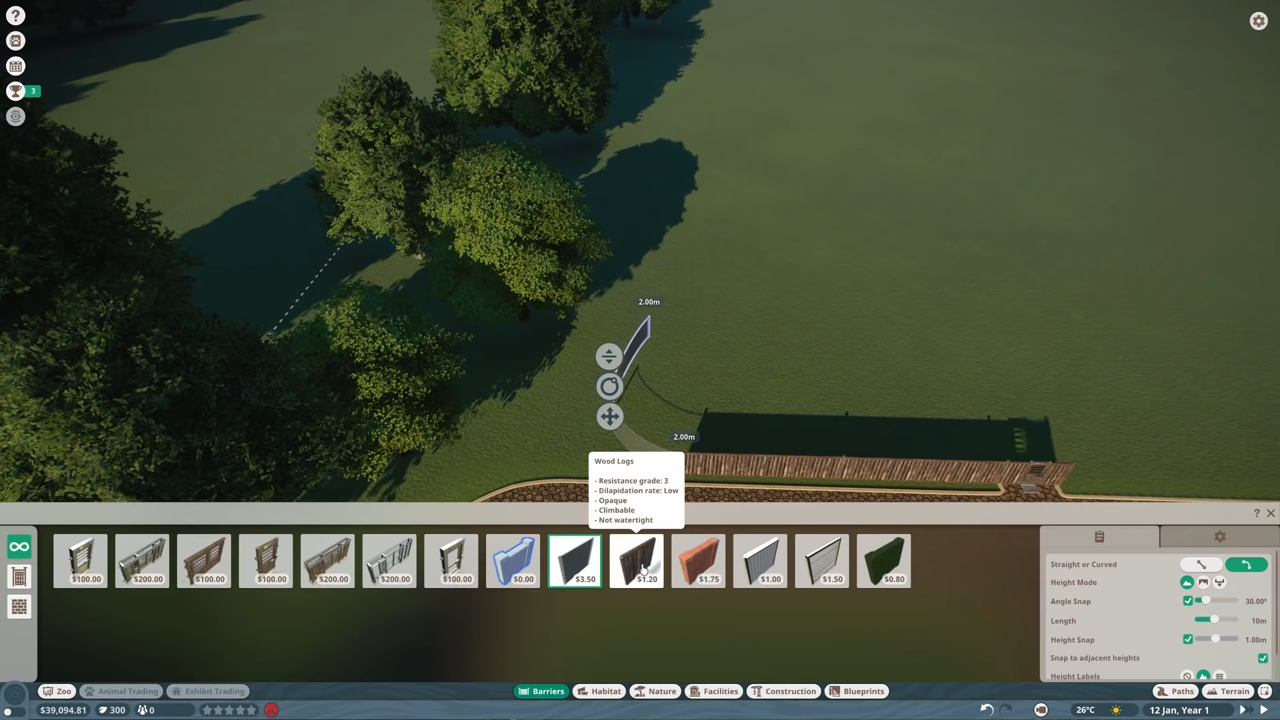 ?
3
2.00m
2.00m
Wood Logs
- Resistance grade: 3
- Dilapidation rate: Low
- Opaque
- Climbable
- Not watertight
?
$100.00
$200.00
$100.00
$100.00
$200.00
$200.00
$100.00
$0.00
$3.50
$1.20
$1.75
$1.00
$1.50
$0.80
Straight or Curved
Height Mode
Angle Snap
30.00°
Length
10m
Height Snap
1.00m
Snap to adjacent heights
Height Labels
Zoo
Animal Trading
Exhibit Trading
Barriers
Habitat
Nature
Facilities
Construction
Blueprints
Paths
Terrain
$39,094.81
300
0
26°C
12 Jan, Year 1